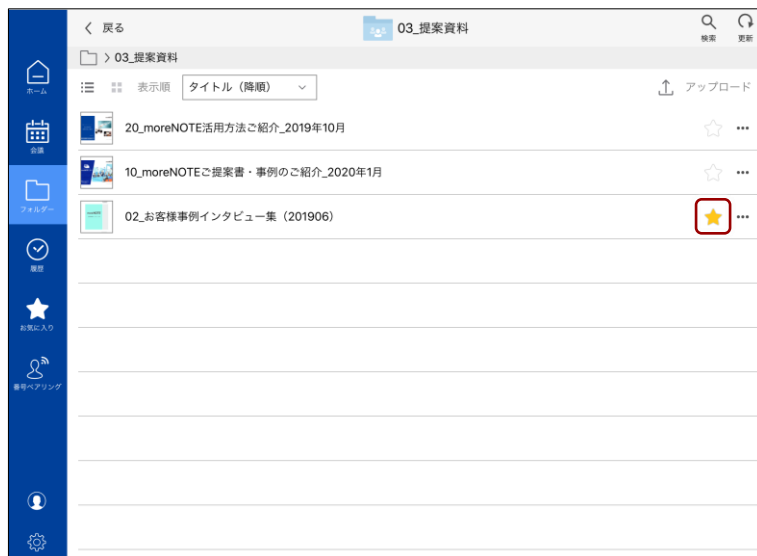 戻る
03_提案資料
検索
更新
> 03_提案資料
表示順
タイトル（降順）
アップロード
20_moreNOTE活用方法ご紹介_2019年10月
10_moreNOTEご提案書・事例のご紹介_2020年1月
02_お客様事例インタビュー集（201906）
ホーム
会議
フォルダー
履歴
お気に入り
番号ペアリング